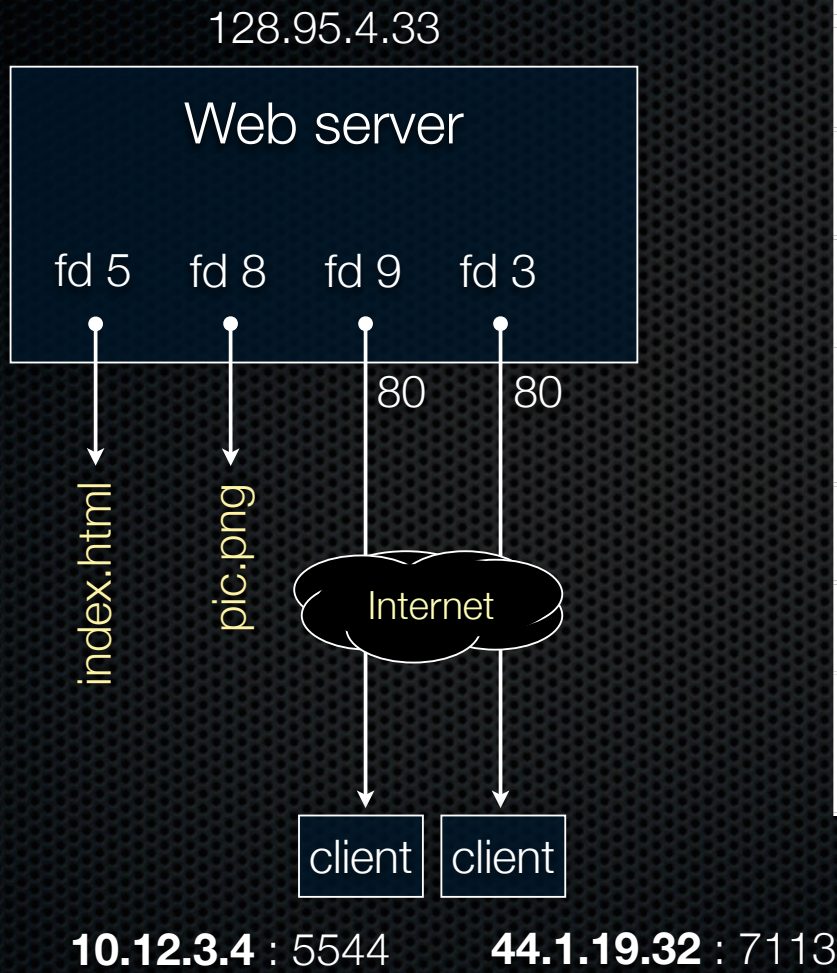 128.95.4.33
Web server
fd 5 fd 8 fd 9 fd 3
80 80
index.html
pic.png
Internet
client client
10.12.3.4 : 5544 44.1.19.32 : 7113